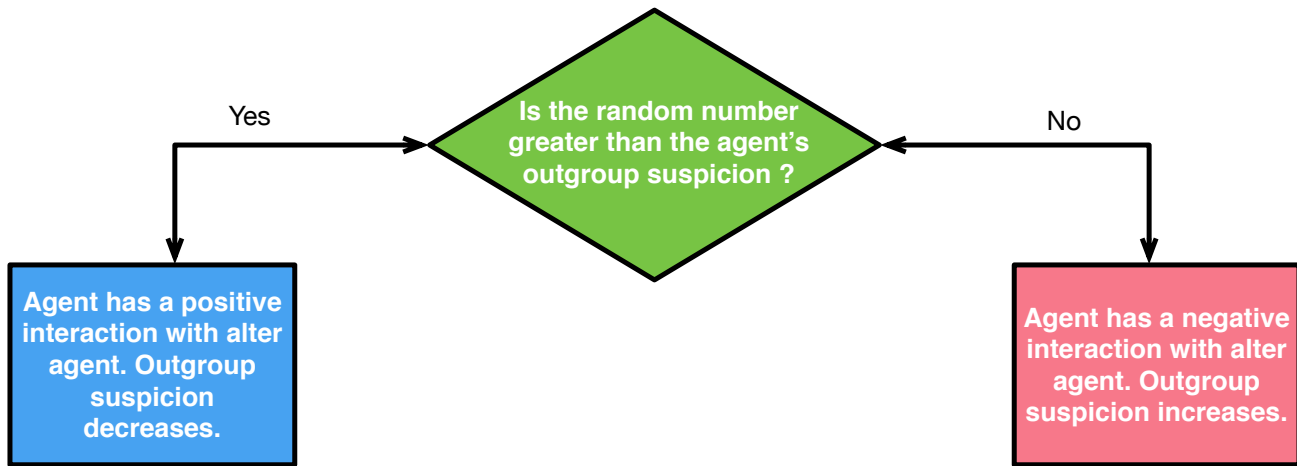 Is the random number
greater than the agent's
outgroup suspicion ?
Yes
No
Agent has a positive
interaction with alter
agent. Outgroup
suspicion
decreases.
Agent has a negative
interaction with alter
agent. Outgroup
suspicion increases.